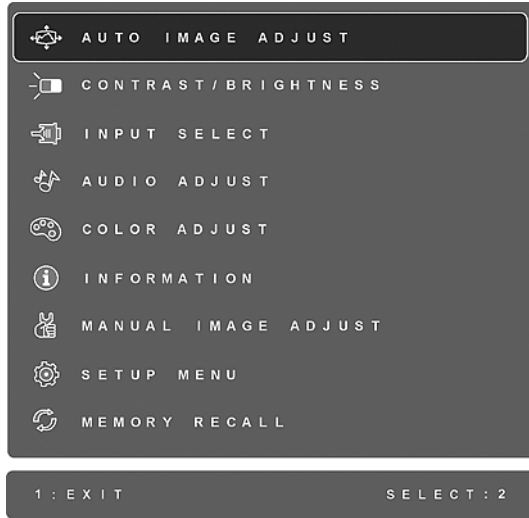 AUTO IMAGE ADJUST
CONTRAST/BRIGHTNESS
INPUT SELECT
AUDIO ADJUST
COLOR ADJUST
INFORMATION
MANUAL IMAGE ADJUST
SETUP MENU
MEMORY RECALL
1:EXIT SELECT:2